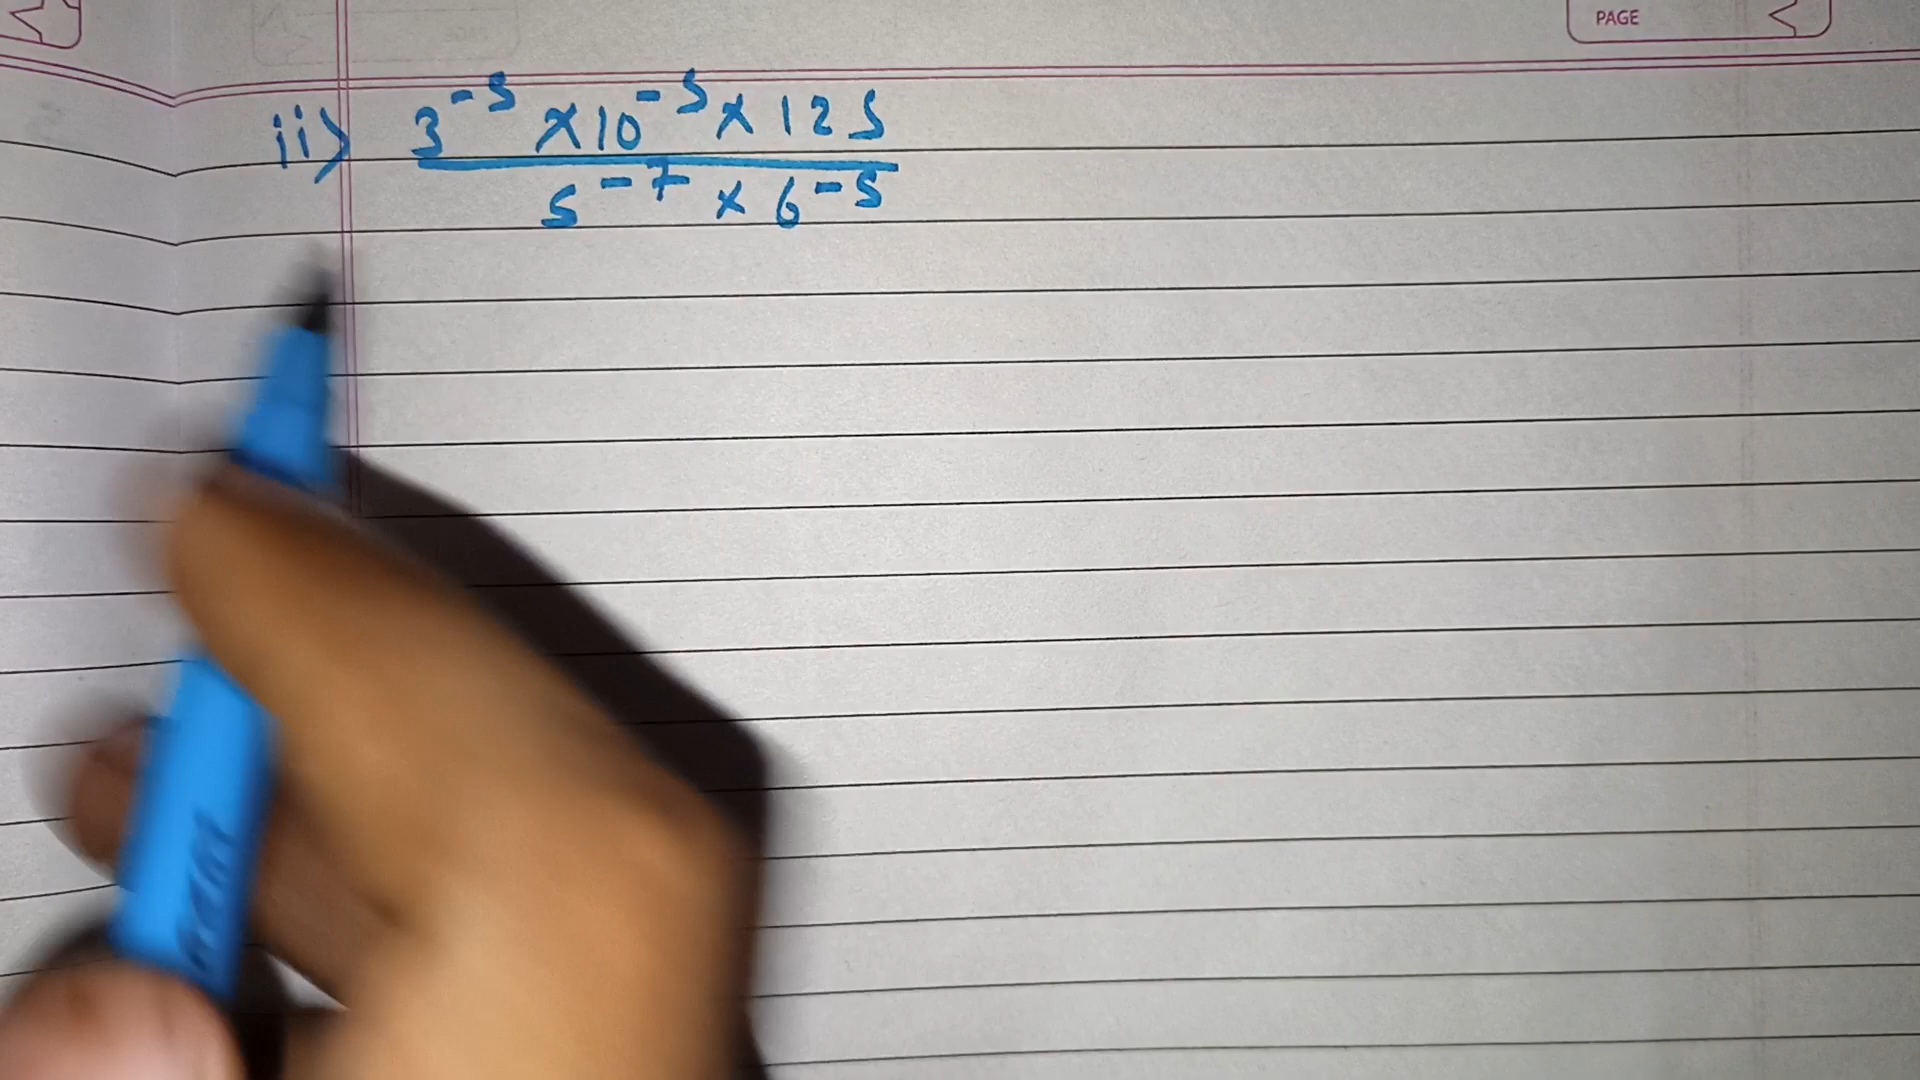 PAGE
ii) 3⁻⁵ × 10⁻⁵ × 125
5⁻⁷ × 6⁻⁵